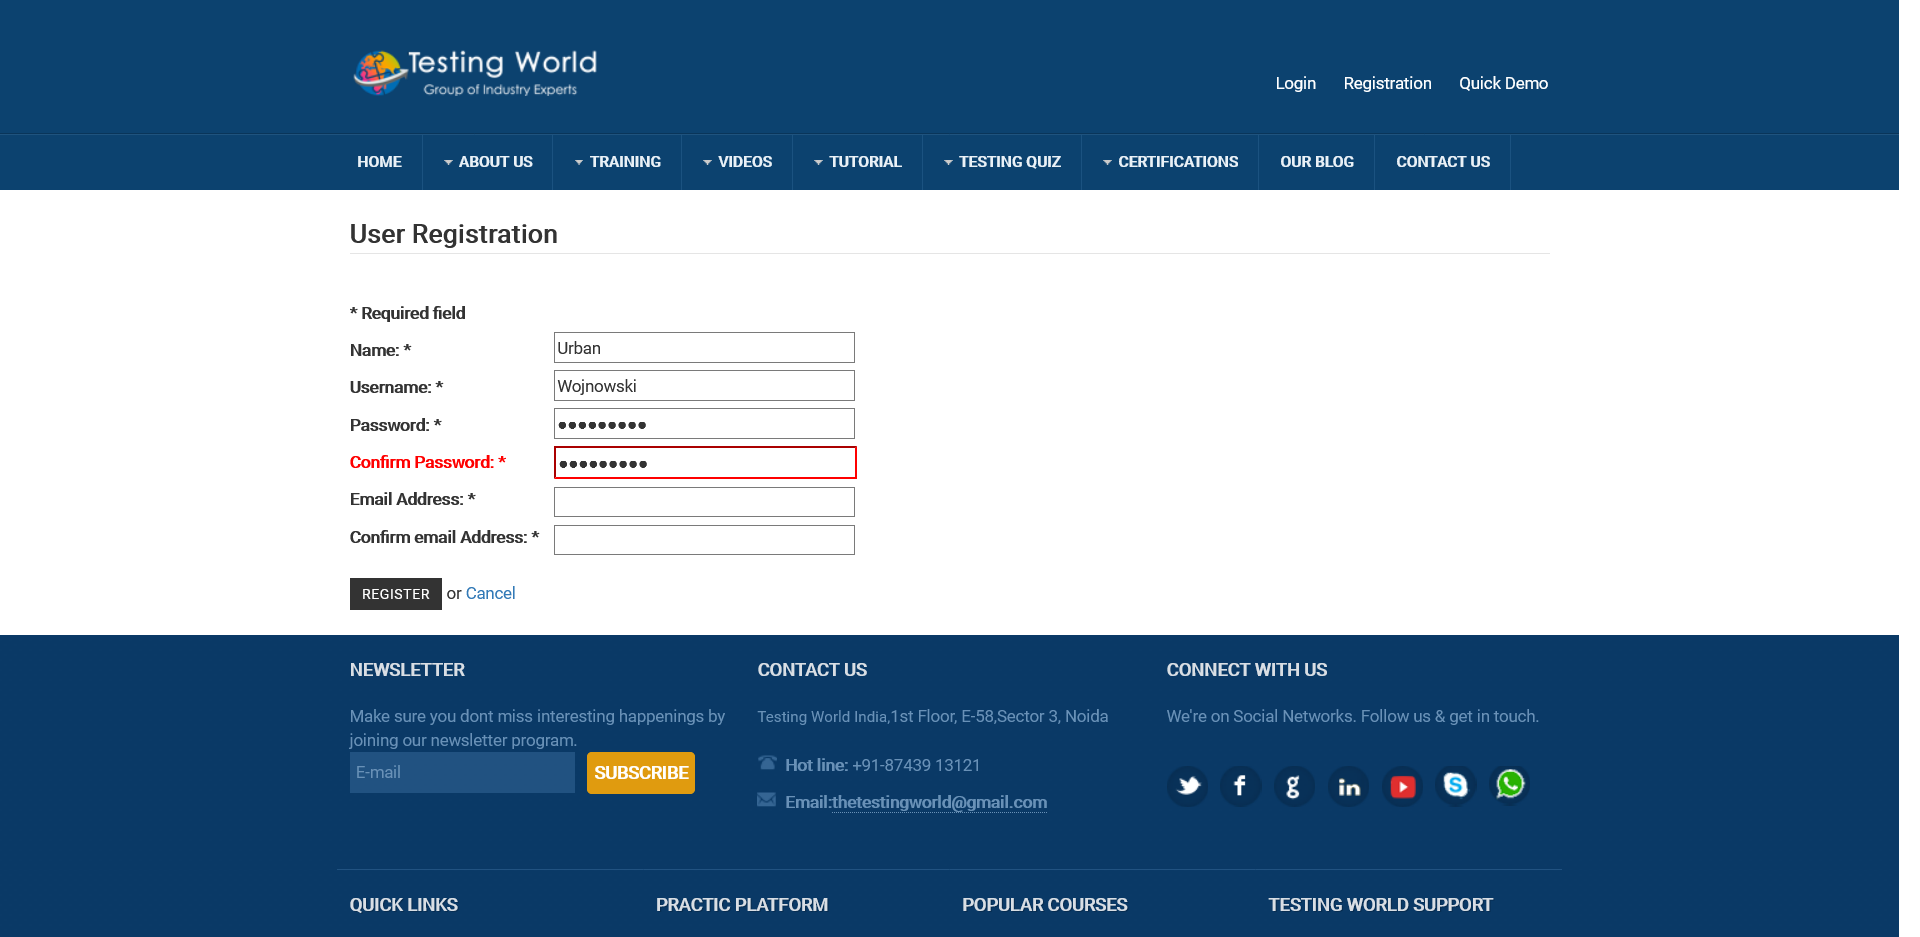 Testing World
Group of Industry Experts
Login Registration Quick Demo
HOME ABOUT US TRAINING VIDEOS TUTORIAL TESTING QUIZ CERTIFICATIONS OUR BLOG CONTACT US
User Registration
* Required field
Name: * Urban
Username: * Wojnowski
Password: * ●●●●●●●●●
Confirm Password: * ●●●●●●●●●
Email Address: *
Confirm email Address: *
REGISTER or Cancel
NEWSLETTER
Make sure you dont miss interesting happenings by
joining our newsletter program.
E-mail SUBSCRIBE
CONTACT US
Testing World India,1st Floor, E-58,Sector 3, Noida
Hot line: +91-87439 13121
Email:thetestingworld@gmail.com
CONNECT WITH US
We're on Social Networks. Follow us & get in touch.
QUICK LINKS PRACTIC PLATFORM POPULAR COURSES TESTING WORLD SUPPORT